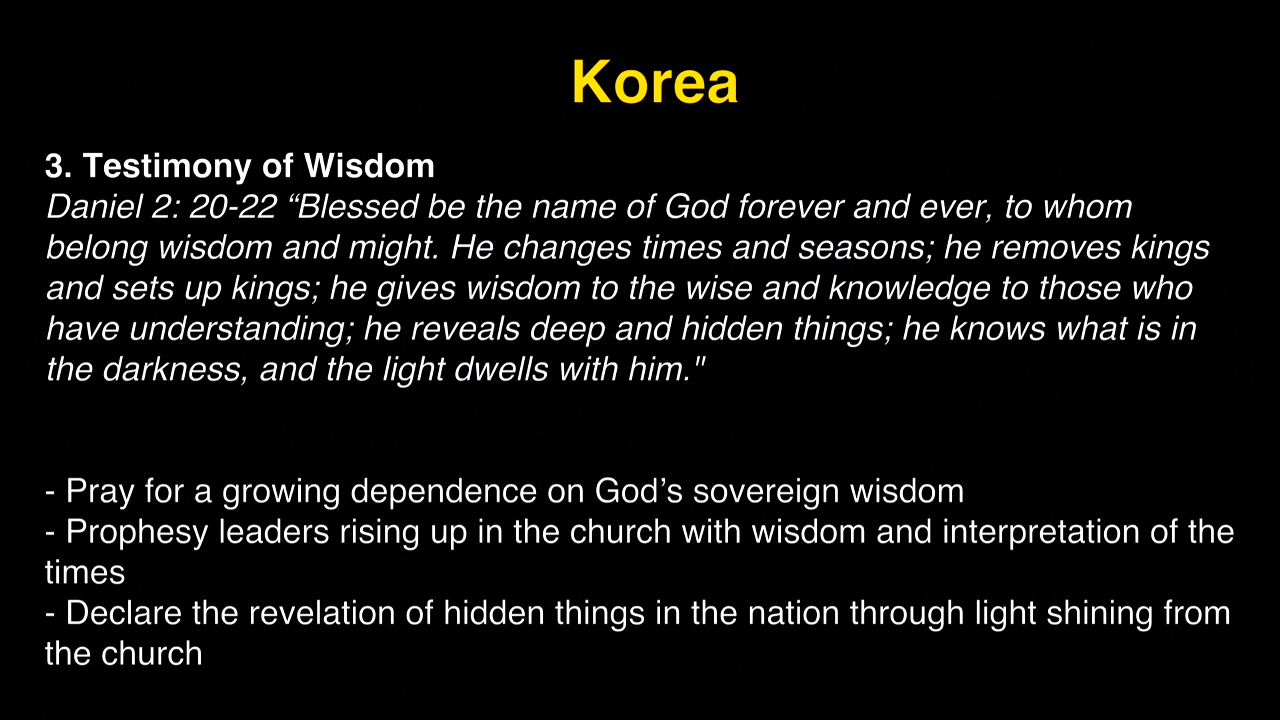 Korea
3. Testimony of Wisdom
Daniel 2: 20-22 “Blessed be the name of God forever and ever, to whom
belong wisdom and might. He changes times and seasons; he removes kings
and sets up kings; he gives wisdom to the wise and knowledge to those who
have understanding; he reveals deep and hidden things; he knows what is in
the darkness, and the light dwells with him."
- Pray for a growing dependence on God’s sovereign wisdom
- Prophesy leaders rising up in the church with wisdom and interpretation of the
times
- Declare the revelation of hidden things in the nation through light shining from
the church